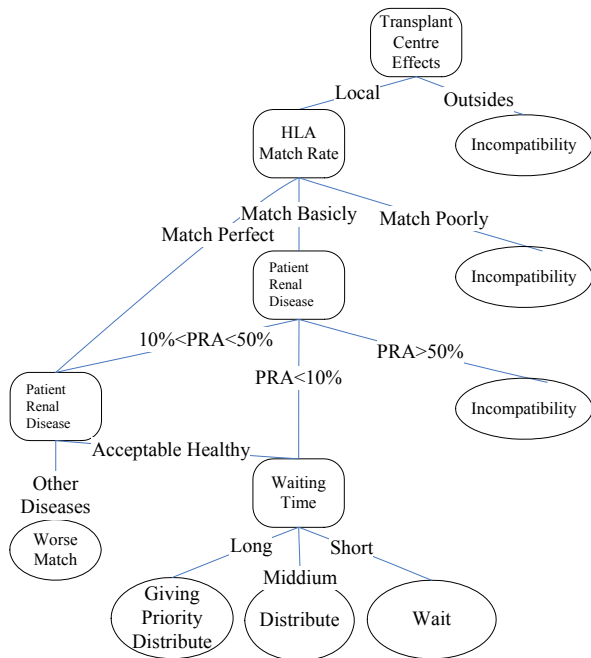 Transplant
Centre
Effects
Local
Outsides
HLA
Match Rate
Incompatibility
Match Basicly
Match Poorly
Match Perfect
Patient
Renal
Disease
Incompatibility
10%<PRA<50%
PRA>50%
PRA<10%
Patient
Renal
Disease
Incompatibility
Acceptable Healthy
Other
Diseases
Waiting
Time
Worse
Match
Long
Short
Middium
Giving
Priority
Distribute
Distribute
Wait